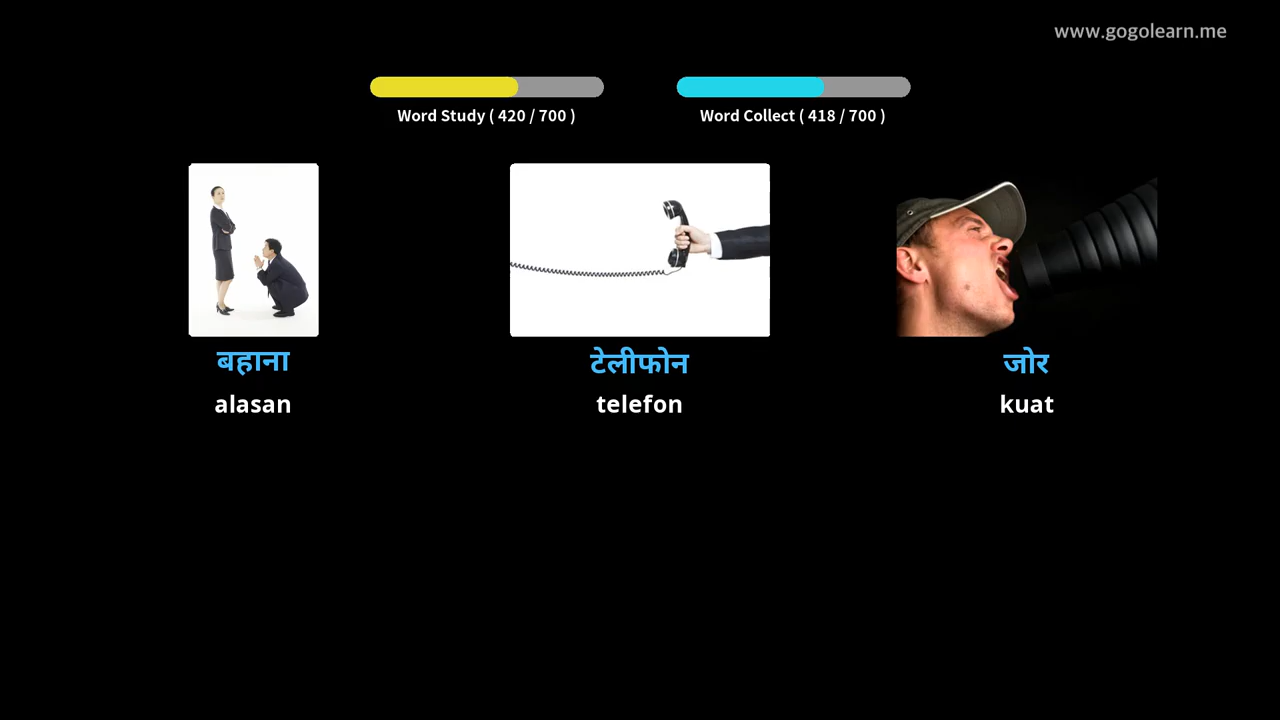 www.gogolearn.me
Word Study ( 420 / 700 )
Word Collect ( 418 / 700 )
बहाना
टेलीफोन
जोर
alasan
telefon
kuat